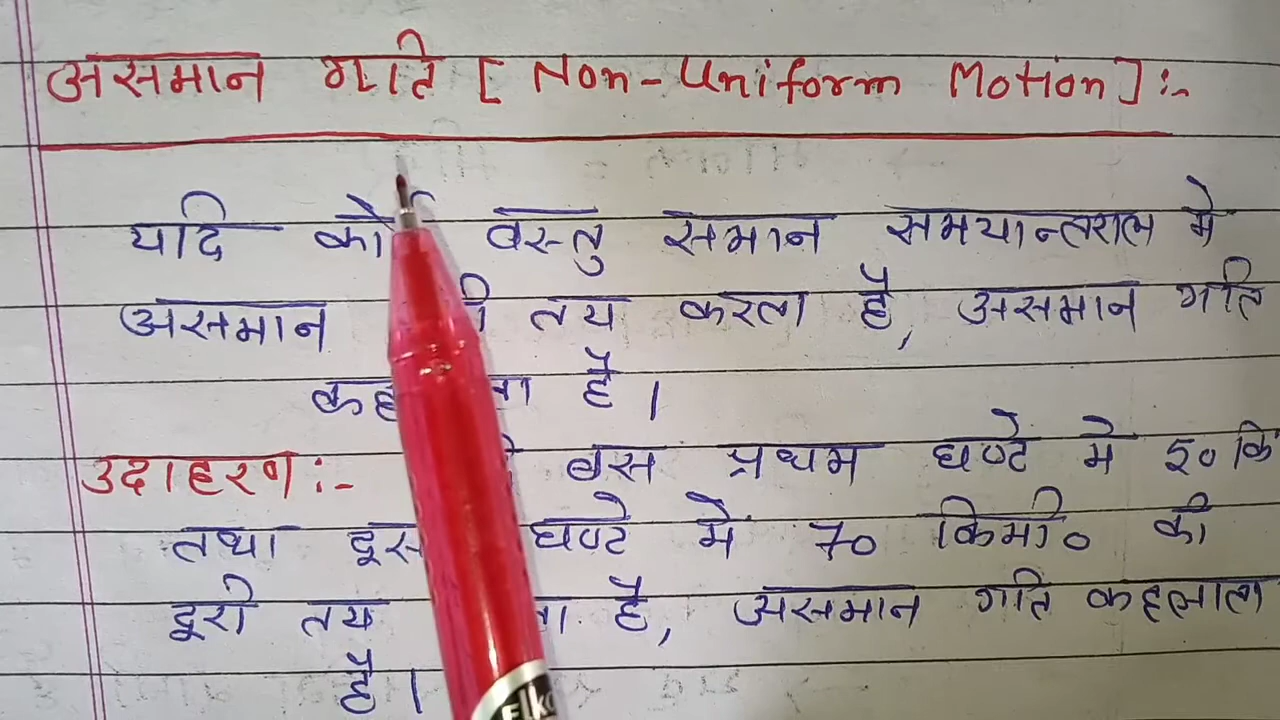 असमान गति [ Non-Uniform Motion ] :-
यदि वस्तु समान समयान्तराल मे
असमान तय करता है, असमान गति
है ।
उदाहरण :- बस प्रथम घण्टे मे 50 कि
तथा घण्टे मे 70 किमी० की
दूरी तय है, असमान गति कहलाता
है ।
Elko